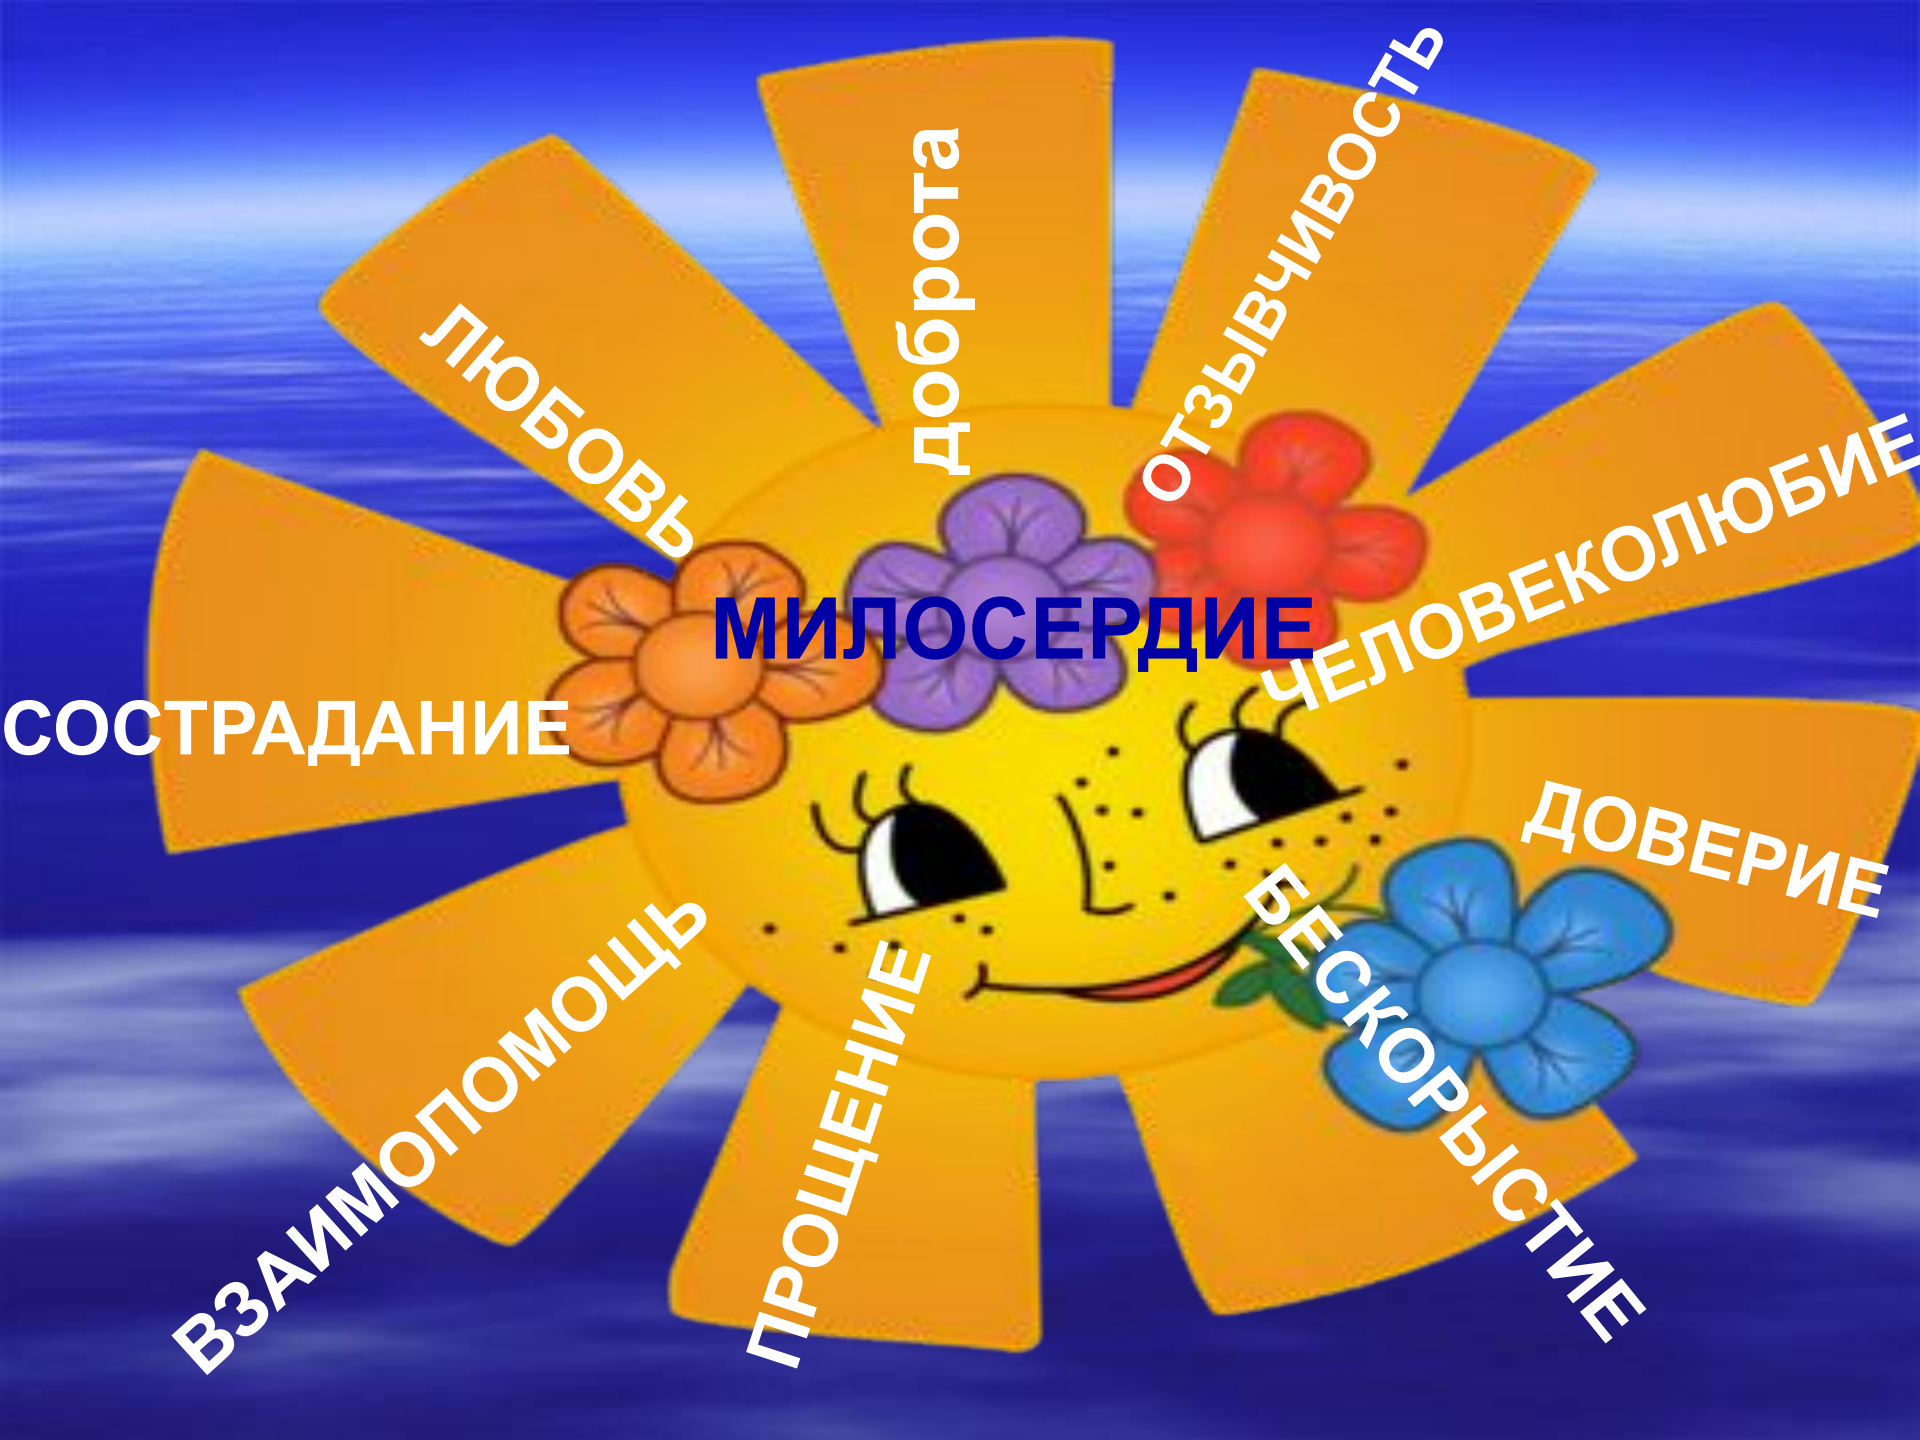 доброта
ОТЗЫВЧИВОСТЬ
ЛЮБОВЬ
ЧЕЛОВЕКОЛЮБИЕ
МИЛОСЕРДИЕ
СОСТРАДАНИЕ
ДОВЕРИЕ
ВЗАИМОПОМОЩЬ
ПРОЩЕНИЕ
БЕСКОРЫСТИЕ